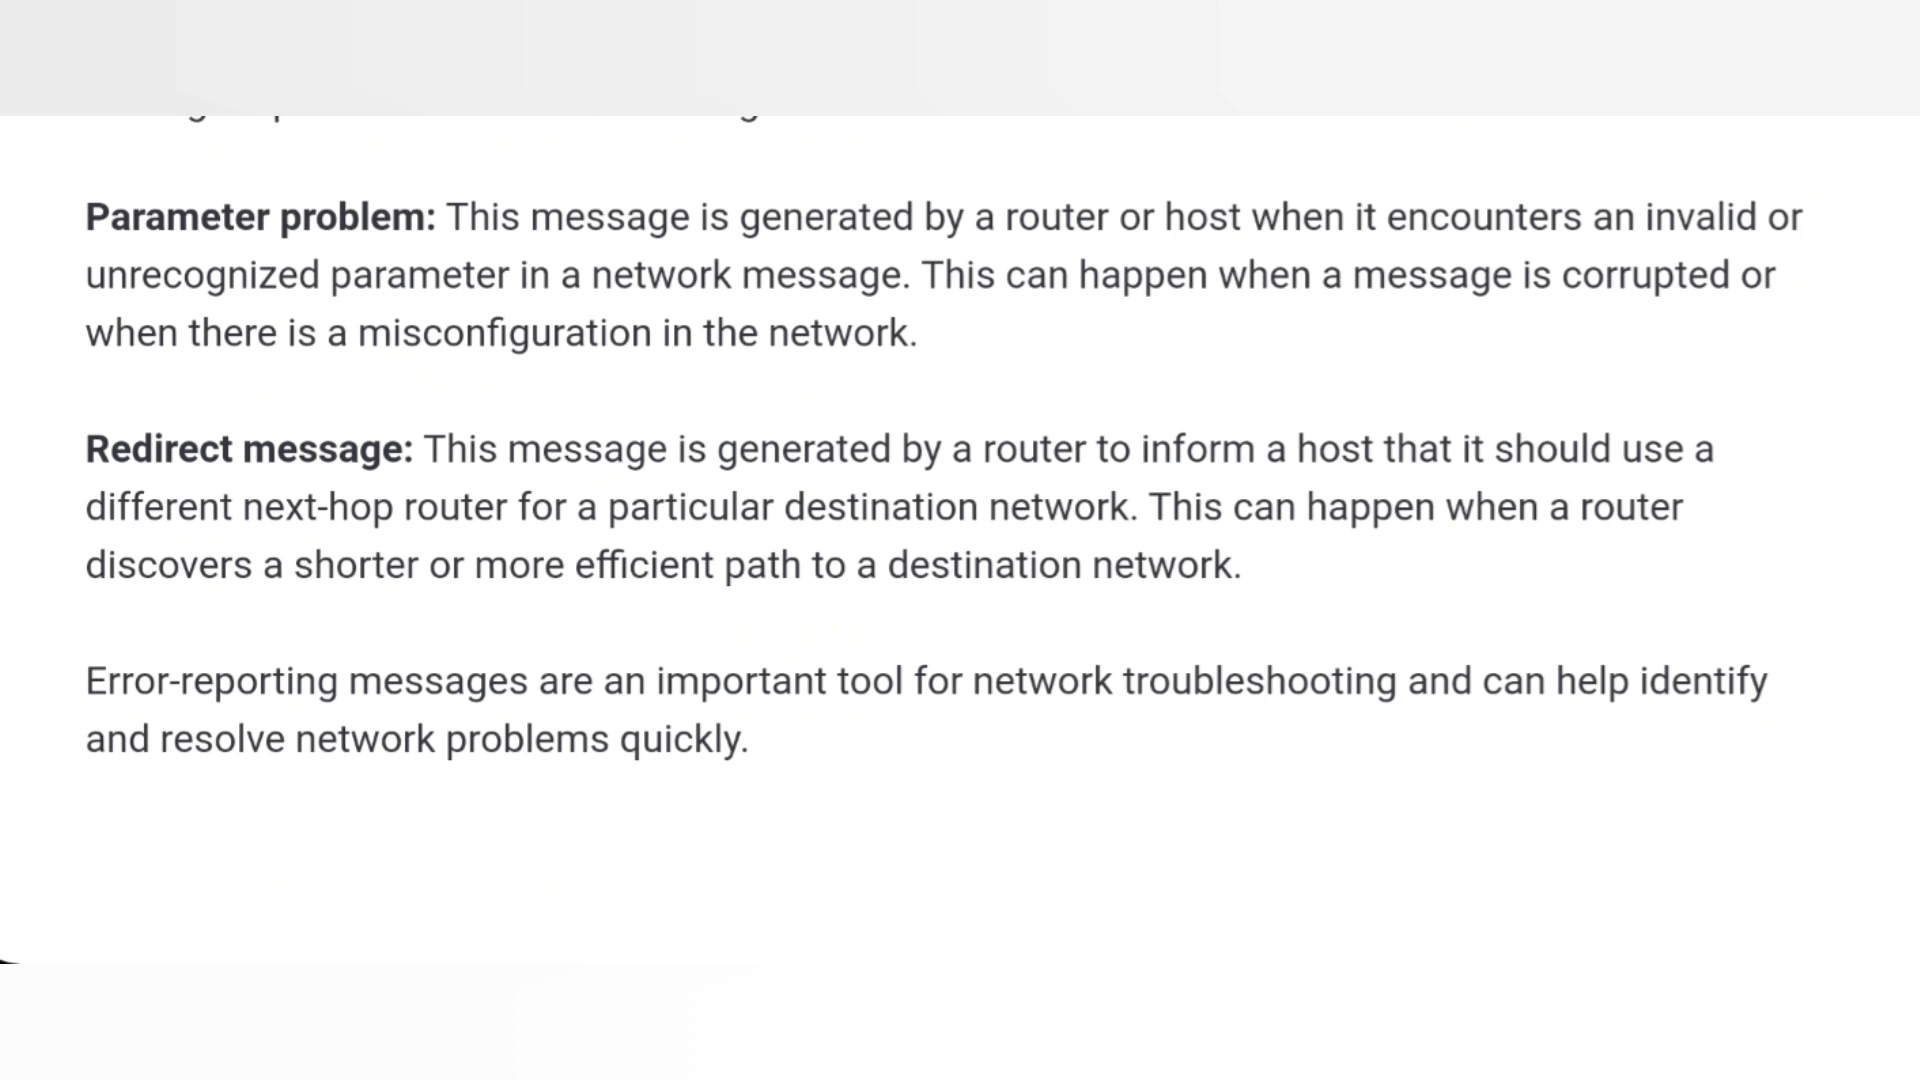 Parameter problem: This message is generated by a router or host when it encounters an invalid or
unrecognized parameter in a network message. This can happen when a message is corrupted or
when there is a misconfiguration in the network.
Redirect message: This message is generated by a router to inform a host that it should use a
different next-hop router for a particular destination network. This can happen when a router
discovers a shorter or more efficient path to a destination network.
Error-reporting messages are an important tool for network troubleshooting and can help identify
and resolve network problems quickly.